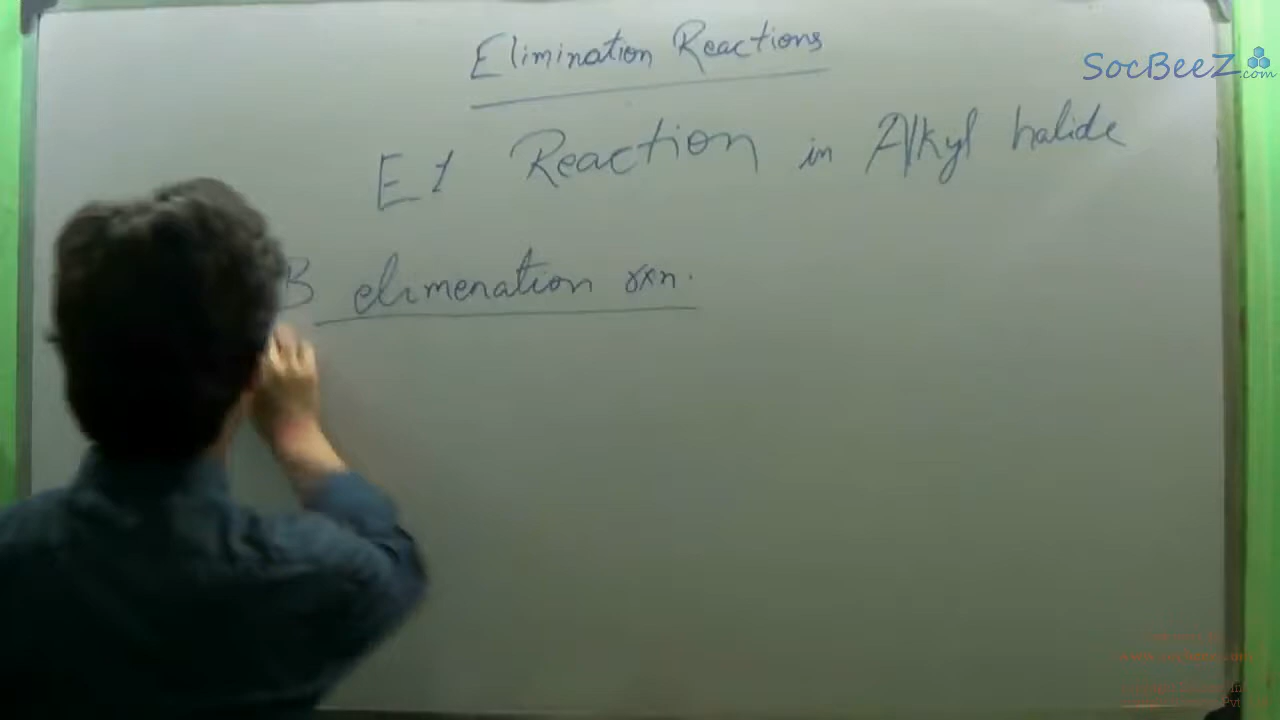 Elimination Reactions
SocBeeZ.com
E1 Reaction in Alkyl halide
B elimenation rxn.